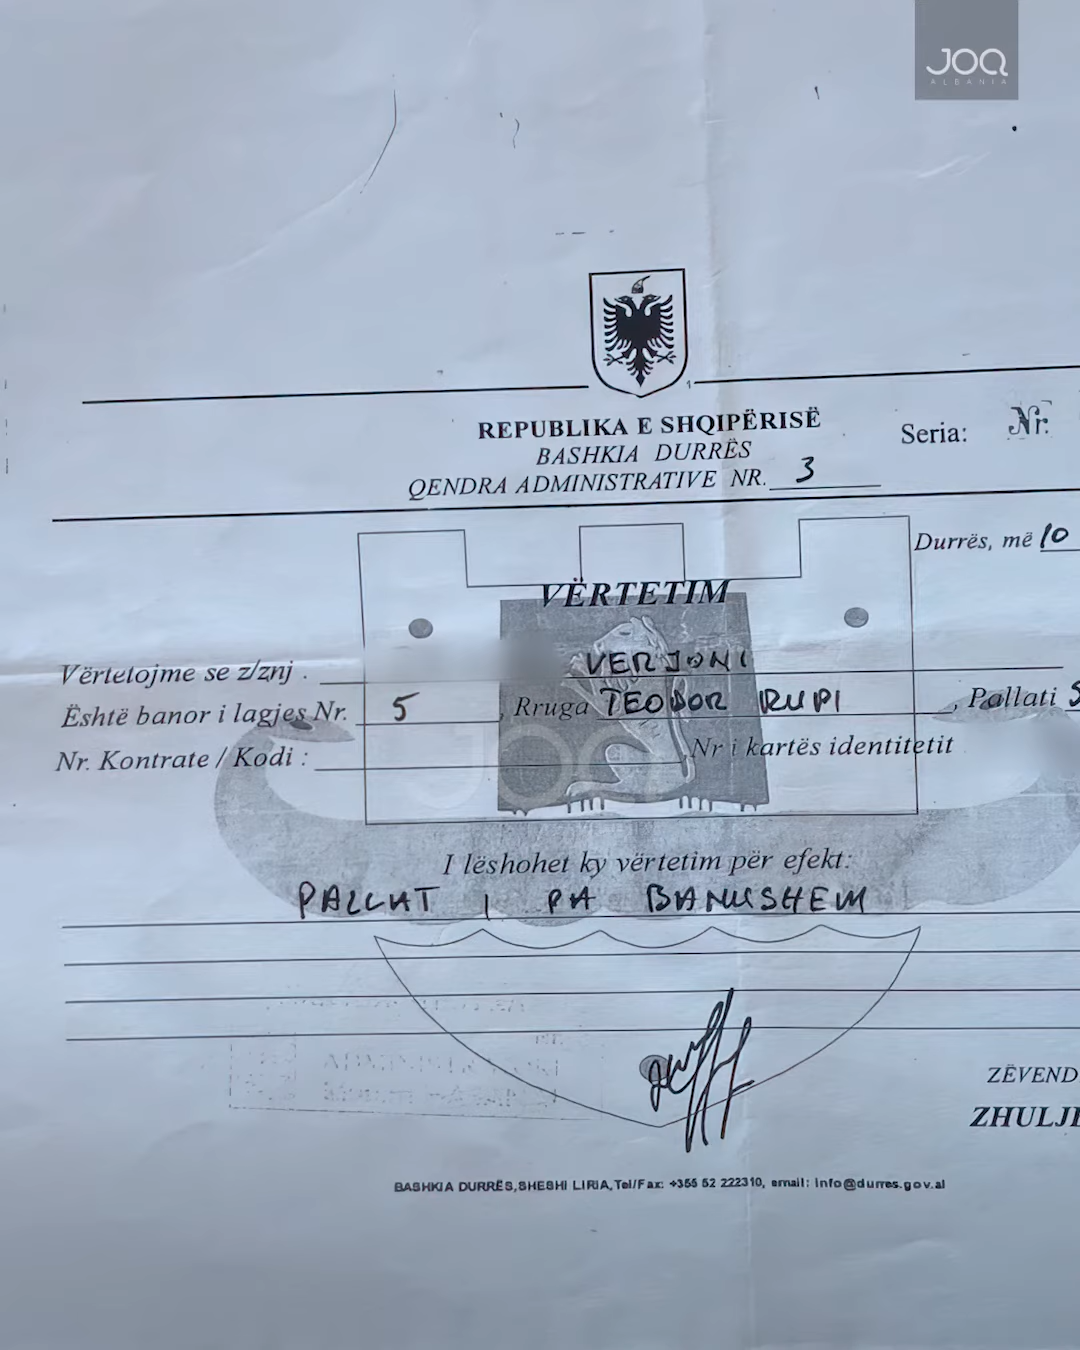 JOQ
ALBANIA
REPUBLIKA E SHQIPËRISË
BASHKIA DURRËS
QENDRA ADMINISTRATIVE NR. 3
Seria: Nr.
Durrës, më 10
VËRTETIM
Vërtetojme se z/znj . VERJONI
Është banor i lagjes Nr. 5, Rruga TEODOR RUPI, Pallati 5
Nr. Kontrate / Kodi : Nr i kartës identitetit
JOQ
I lëshohet ky vërtetim për efekt:
PALLAT I PA BANUSHEM
ZËVEND
ZHULJE
BASHKIA DURRËS,SHESHI LIRIA,Tel/Fax: +355 52 222310, email: info@durres.gov.al